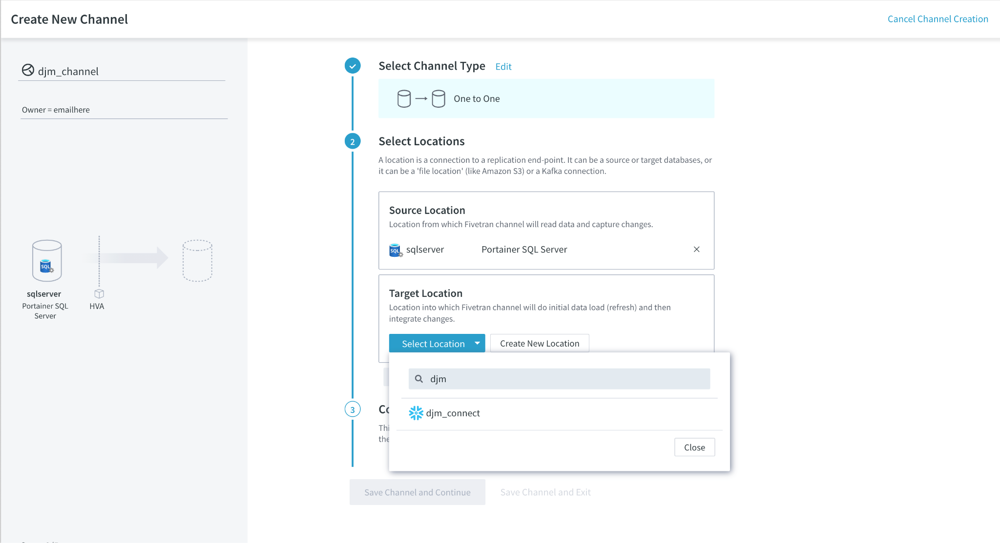 Create New Channel
Cancel Channel Creation
djm_channel
Owner = emailhere
SQL
sqlserver
Portainer SQL
Server
HVA
Select Channel Type Edit
One to One
2
Select Locations
A location is a connection to a replication end-point. It can be a source or target databases, or
it can be a 'file location' (like Amazon S3) or a Kafka connection.
Source Location
Location from which Fivetran channel will read data and capture changes.
SQL sqlserver Portainer SQL Server
Target Location
Location into which Fivetran channel will do initial data load (refresh) and then
integrate changes.
Select Location Create New Location
djm
djm_connect
Close
3
Save Channel and Continue Save Channel and Exit